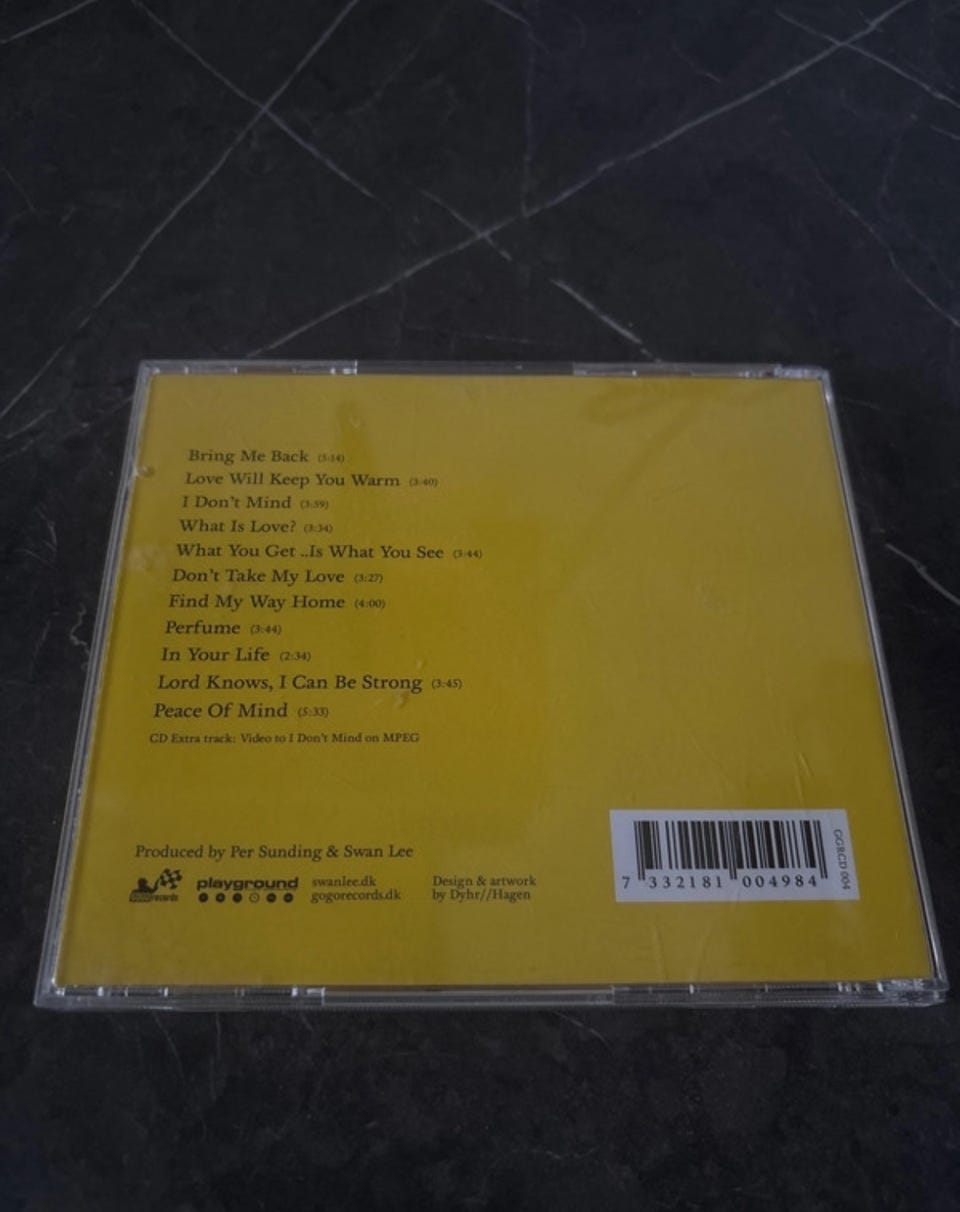 Bring Me Back (3:14)
Love Will Keep You Warm (3:40)
I Don't Mind (3:59)
What Is Love? (3:34)
What You Get ..Is What You See (3:44)
Don't Take My Love (3:27)
Find My Way Home (4:00)
Perfume (3:44)
In Your Life (2:34)
Lord Knows, I Can Be Strong (3:45)
Peace Of Mind (5:33)
CD Extra track: Video to I Don't Mind on MPEG
Produced by Per Sunding & Swan Lee
gogorecords
playground
swanlee.dk
gogorecords.dk
Design & artwork
by Dyhr//Hagen
7 332181 004984
GGRCD 004